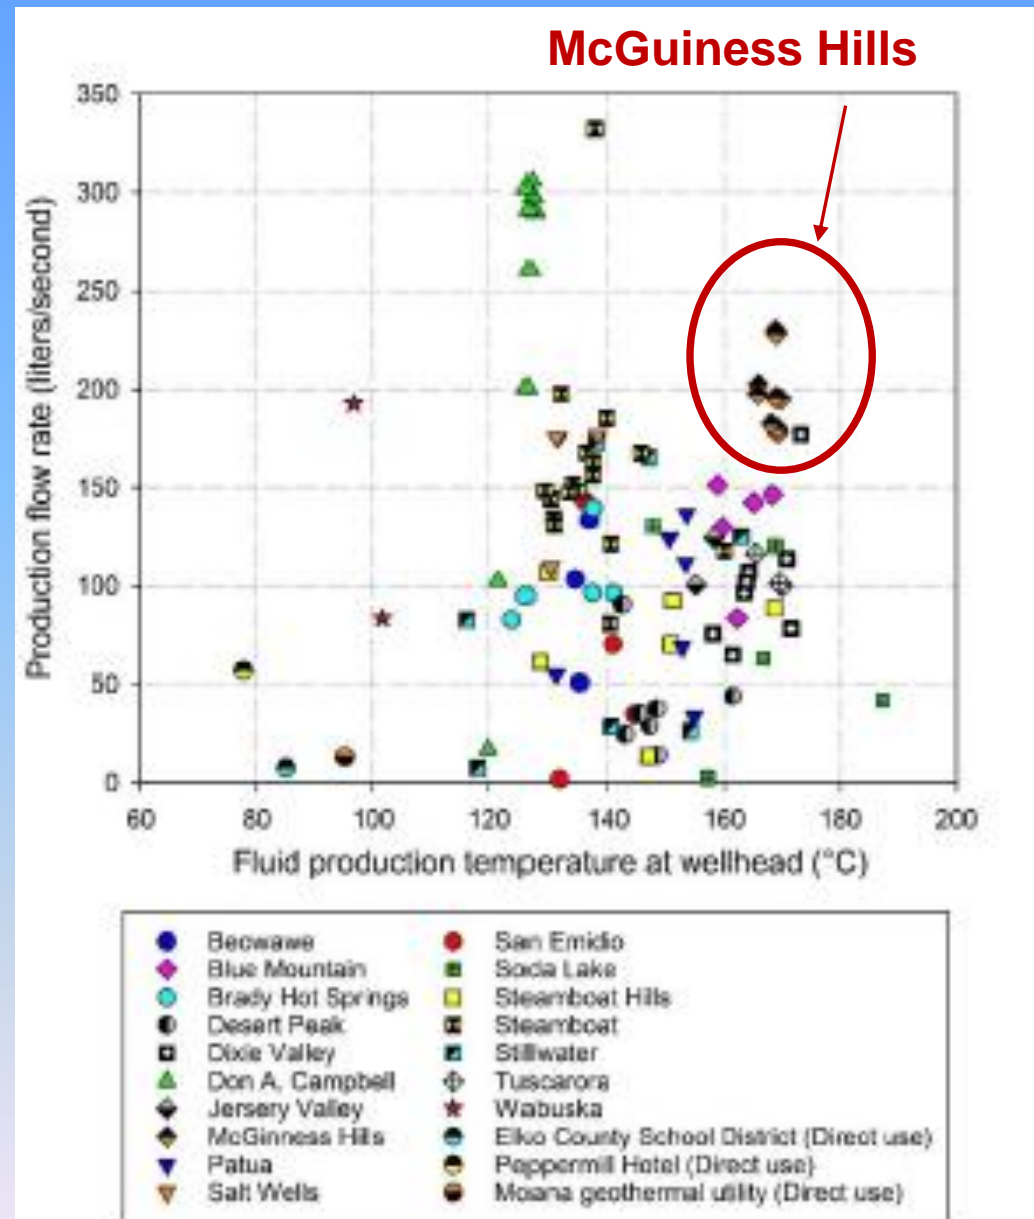 McGuiness Hills
350
300
250
200
150
100
50
0
Production flow rate (liters/second)
60 80 100 120 140 160 180 200
Fluid production temperature at wellhead (°C)
Beowawe San Emidio
Blue Mountain Soda Lake
Brady Hot Springs Steamboat Hills
Desert Peak Steamboat
Dixie Valley Stillwater
Don A. Campbell Tuscarora
Jersery Valley Wabuska
McGinness Hills Elko County School District (Direct use)
Patua Peppermill Hotel (Direct use)
Salt Wells Moana geothermal utility (Direct use)